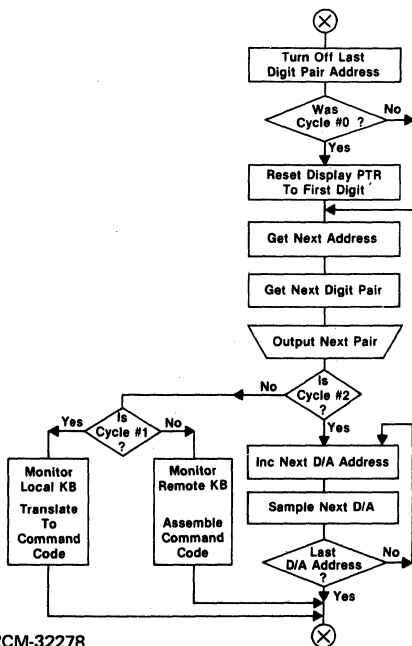 Turn Off Last
Digit Pair Address
Was
Cycle #0 ?
No
Yes
Reset Display PTR
To First Digit
Get Next Address
Get Next Digit Pair
Output Next Pair
No
Is
Cycle #2
?
Yes
Yes
Is
Cycle #1
?
No
Monitor
Local KB
Translate
To
Command
Code
Monitor
Remote KB
Assemble
Command
Code
Inc Next D/A Address
Sample Next D/A
Last
D/A Address
?
No
Yes
CM-32278